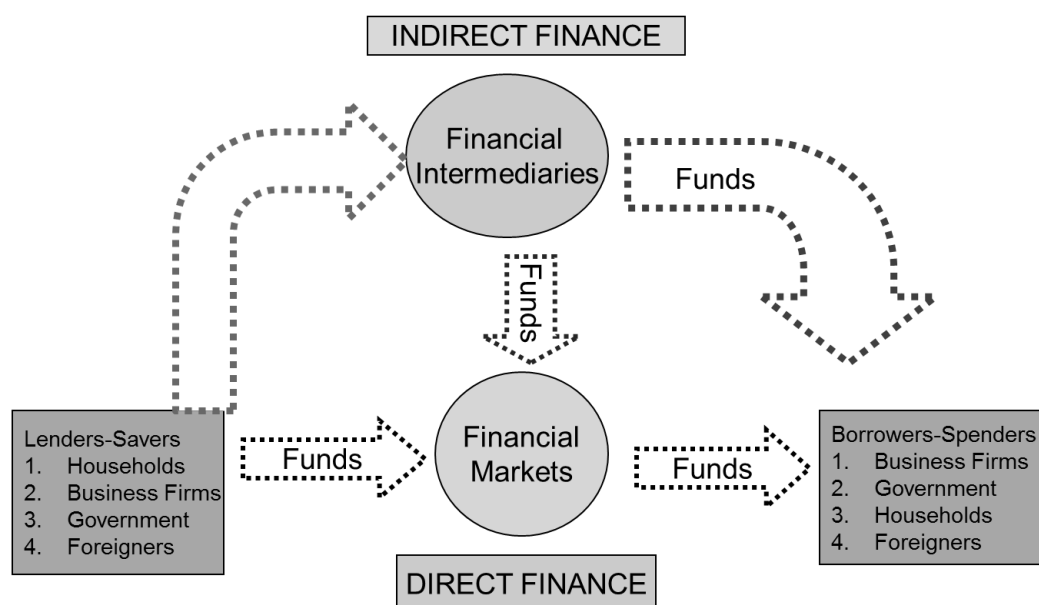 INDIRECT FINANCE
Financial
Intermediaries
Funds
Funds
Lenders-Savers
1. Households
2. Business Firms
3. Government
4. Foreigners
Funds
Financial
Markets
Funds
Borrowers-Spenders
1. Business Firms
2. Government
3. Households
4. Foreigners
DIRECT FINANCE